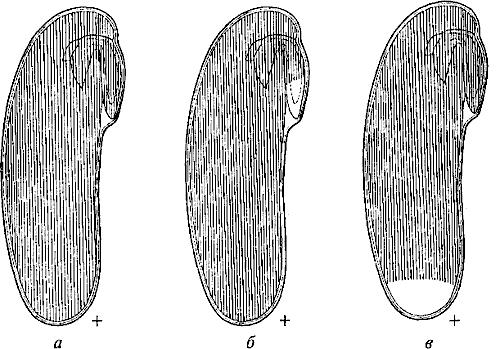 + + +
а б в